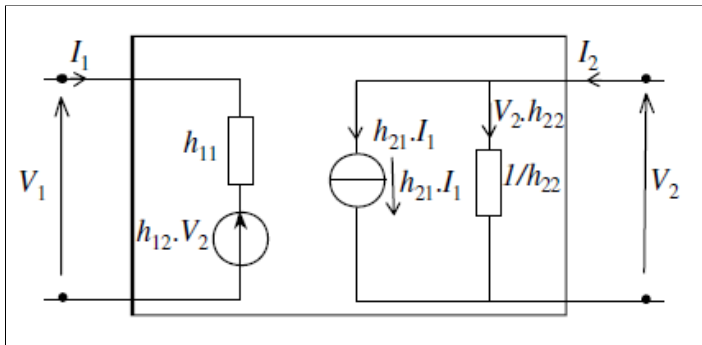 I₁
I₂
h₁₁
h₂₁.I₁
V₂.h₂₂
V₁
h₂₁.I₁
1/h₂₂
V₂
h₁₂.V₂